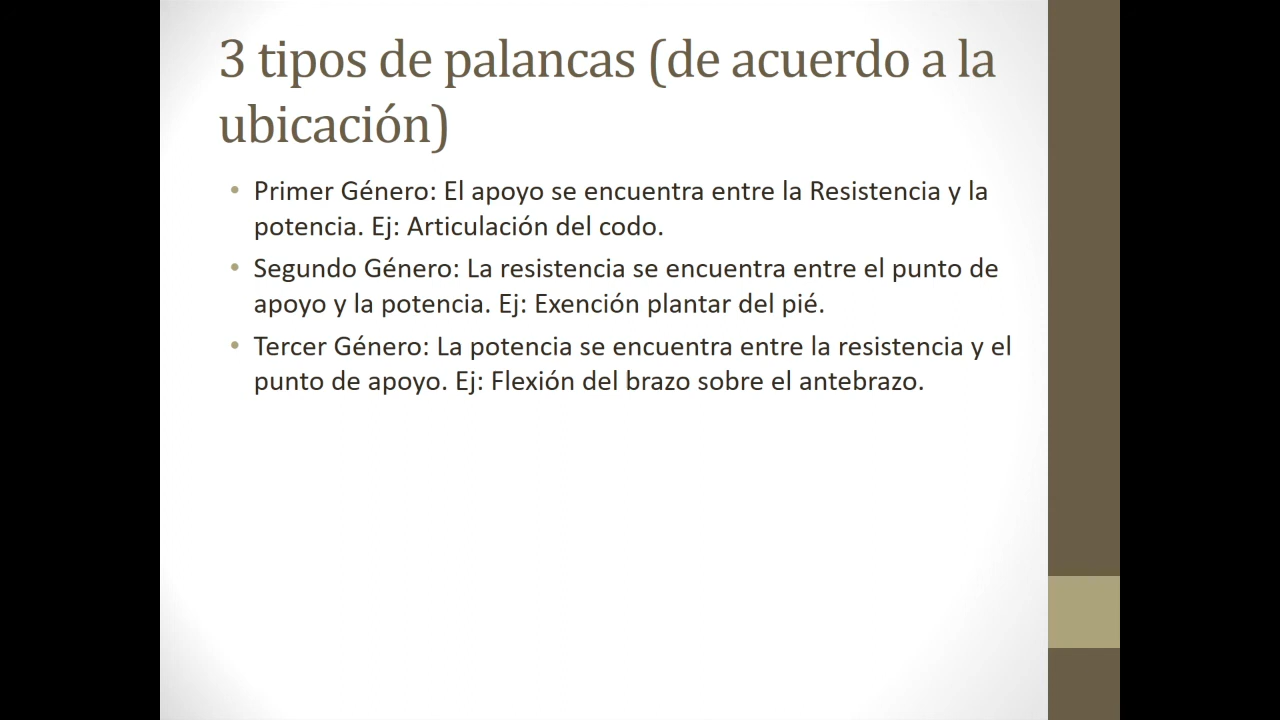 3 tipos de palancas (de acuerdo a la
ubicación)
• Primer Género: El apoyo se encuentra entre la Resistencia y la
potencia. Ej: Articulación del codo.
• Segundo Género: La resistencia se encuentra entre el punto de
apoyo y la potencia. Ej: Exención plantar del pié.
• Tercer Género: La potencia se encuentra entre la resistencia y el
punto de apoyo. Ej: Flexión del brazo sobre el antebrazo.